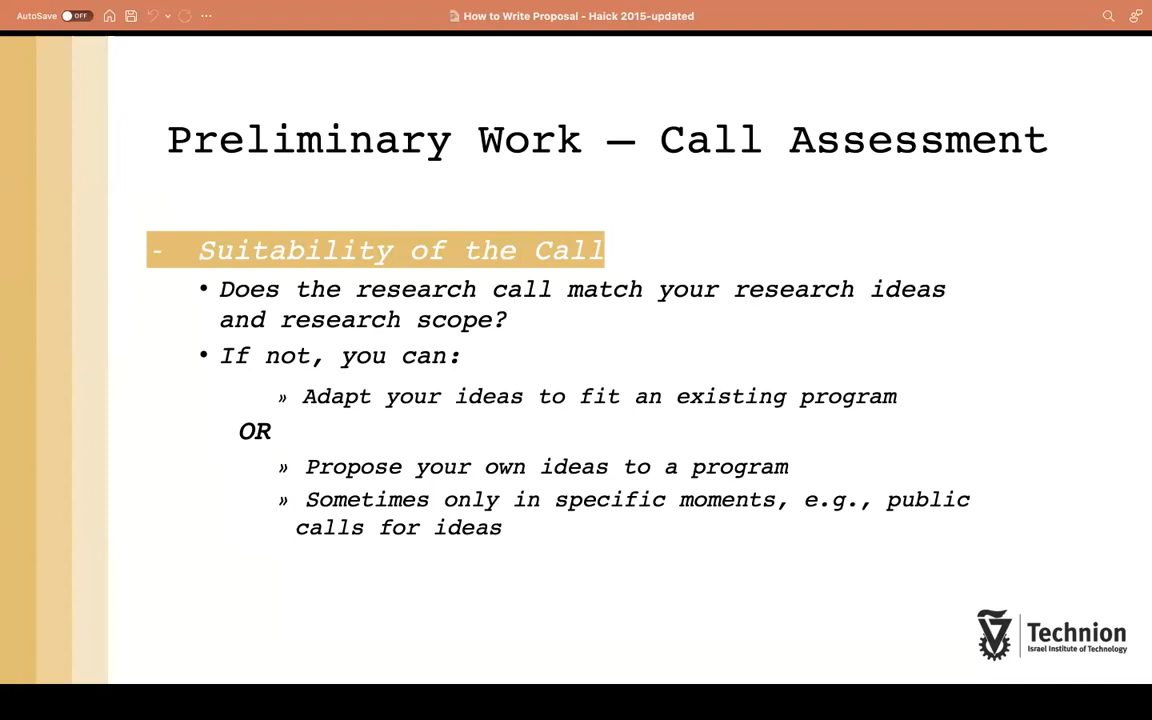 AutoSave OFF ... How to Write Proposal - Haick 2015-updated
Preliminary Work – Call Assessment
- Suitability of the Call
• Does the research call match your research ideas
and research scope?
• If not, you can:
» Adapt your ideas to fit an existing program
OR
» Propose your own ideas to a program
» Sometimes only in specific moments, e.g., public
calls for ideas
Technion
Israel Institute of Technology